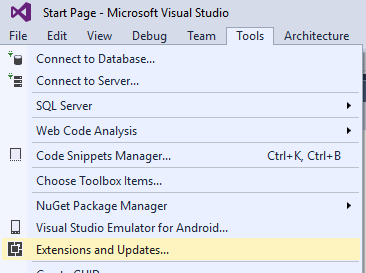 Start Page - Microsoft Visual Studio
File Edit View Debug Team Tools Architecture
Connect to Database...
Connect to Server...
SQL Server
Web Code Analysis
Code Snippets Manager... Ctrl+K, Ctrl+B
Choose Toolbox Items...
NuGet Package Manager
Visual Studio Emulator for Android...
Extensions and Updates...